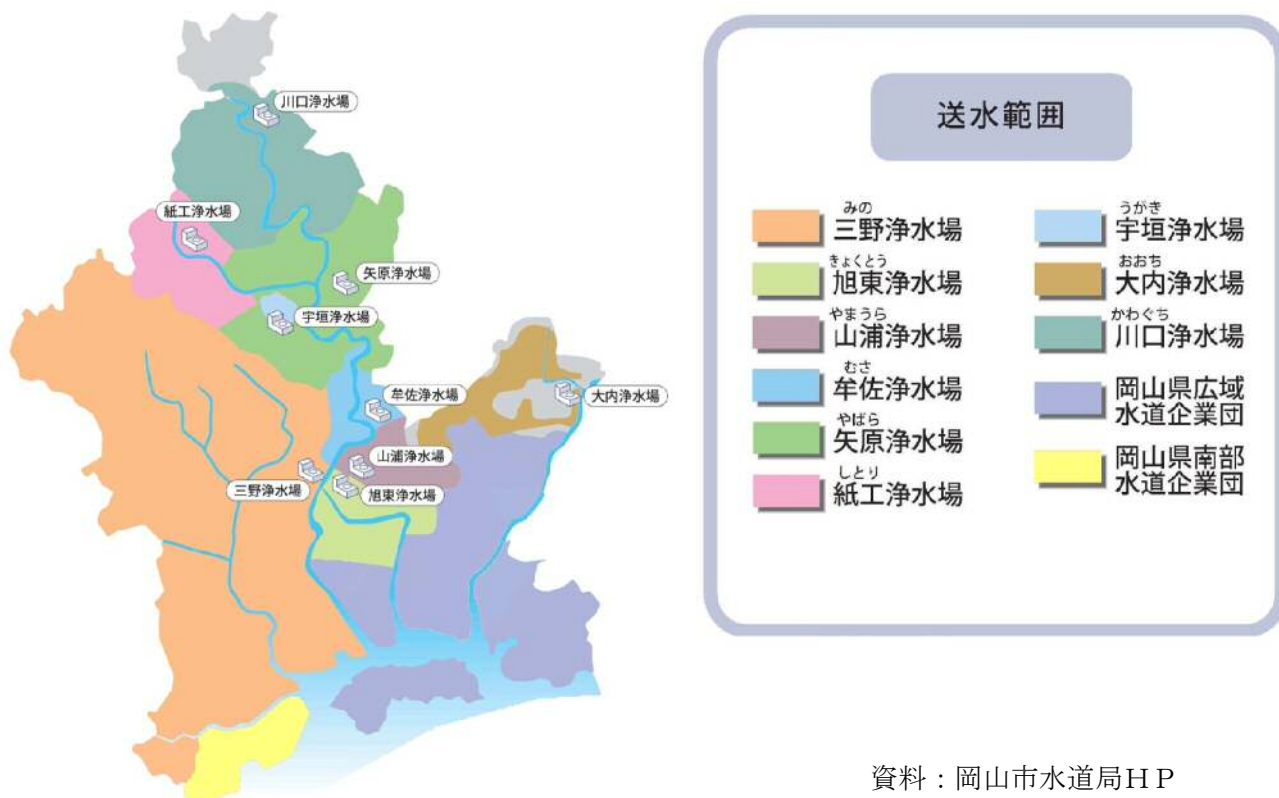 川口浄水場
紙工浄水場
矢原浄水場
宇垣浄水場
牟佐浄水場
大内浄水場
山浦浄水場
三野浄水場
旭東浄水場
送水範囲
みの
三野浄水場
きょくとう
旭東浄水場
やまうら
山浦浄水場
むさ
牟佐浄水場
やばら
矢原浄水場
しとり
紙工浄水場
うがき
宇垣浄水場
おおち
大内浄水場
かわぐち
川口浄水場
岡山県広域
水道企業団
岡山県南部
水道企業団
資料：岡山市水道局ＨＰ